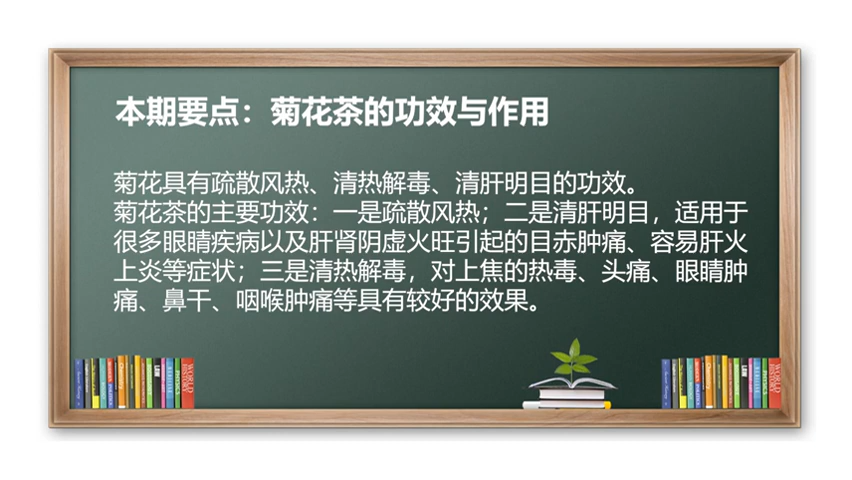 本期要点：菊花茶的功效与作用
菊花具有疏散风热、清热解毒、清肝明目的功效。
菊花茶的主要功效：一是疏散风热；二是清肝明目，适用于
很多眼睛疾病以及肝肾阴虚火旺引起的目赤肿痛、容易肝火
上炎等症状；三是清热解毒，对上焦的热毒、头痛、眼睛肿
痛、鼻干、咽喉肿痛等具有较好的效果。
WORLD HISTORY
WORLD HISTORY